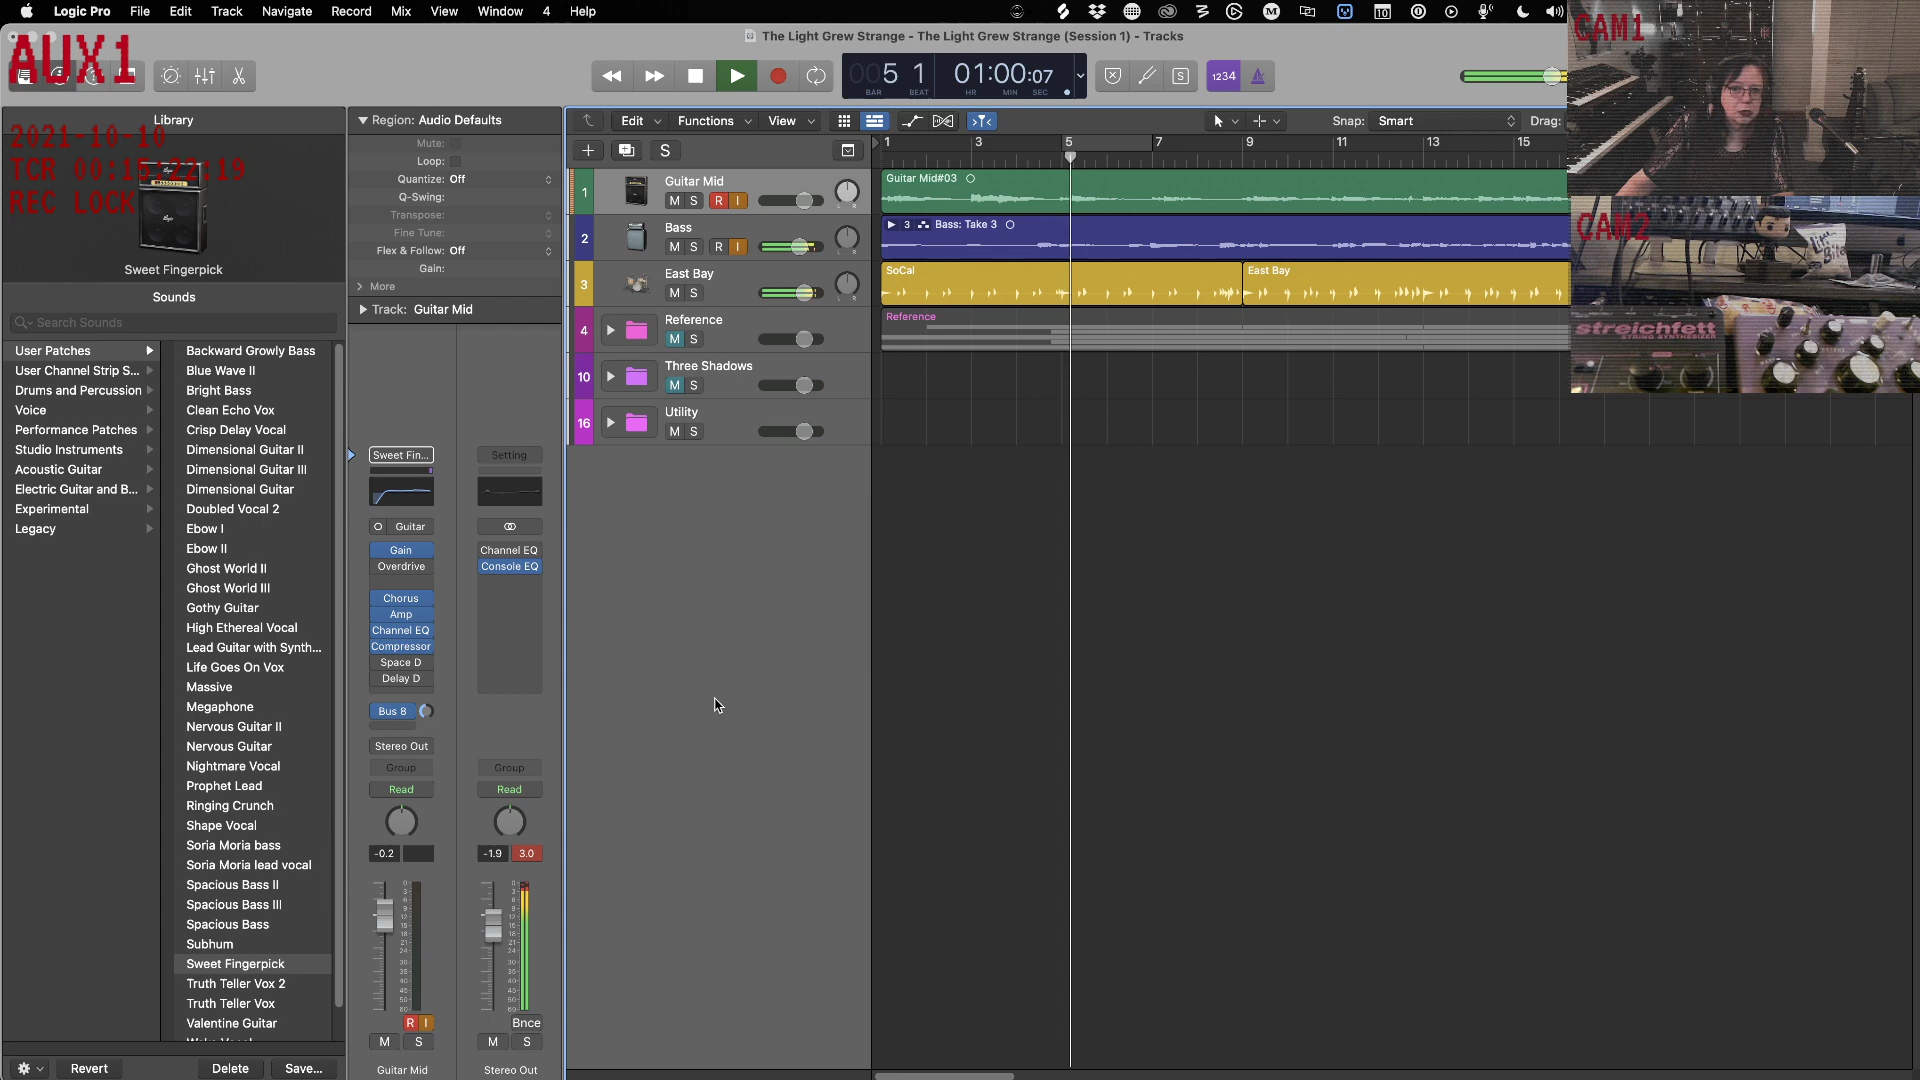 Logic Pro File Edit Track Navigate Record Mix View Window 4 Help
The Light Grew Strange - The Light Grew Strange (Session 1) - Tracks
AUX1
CAM1
005 1
BAR BEAT
01:00:07
HR MIN SEC
1234
Library
2021-10-10
TCR 00:15:22:19
REC LOCK
Sweet Fingerpick
Sounds
Search Sounds
User Patches
User Channel Strip S...
Drums and Percussion
Voice
Performance Patches
Studio Instruments
Acoustic Guitar
Electric Guitar and B...
Experimental
Legacy
Backward Growly Bass
Blue Wave II
Bright Bass
Clean Echo Vox
Crisp Delay Vocal
Dimensional Guitar II
Dimensional Guitar III
Dimensional Guitar
Doubled Vocal 2
Ebow I
Ebow II
Ghost World II
Ghost World III
Gothy Guitar
High Ethereal Vocal
Lead Guitar with Synth...
Life Goes On Vox
Massive
Megaphone
Nervous Guitar II
Nervous Guitar
Nightmare Vocal
Prophet Lead
Ringing Crunch
Shape Vocal
Soria Moria bass
Soria Moria lead vocal
Spacious Bass II
Spacious Bass III
Spacious Bass
Subhum
Sweet Fingerpick
Truth Teller Vox 2
Truth Teller Vox
Valentine Guitar
Revert Delete Save...
Region: Audio Defaults
Mute:
Loop:
Quantize: Off
Q-Swing:
Transpose:
Fine Tune:
Flex & Follow: Off
Gain:
More
Track: Guitar Mid
Sweet Fin...
Guitar
Gain
Overdrive
Chorus
Amp
Channel EQ
Compressor
Space D
Delay D
Bus 8
Stereo Out
Group
Read
-0.2
R I
M S
Guitar Mid
Setting
Channel EQ
Console EQ
Group
Read
-1.9 3.0
Bnce
M S
Stereo Out
Edit Functions View Snap: Smart Drag:
S
1 3 5 7 9 11 13 15
1 Guitar Mid
M S R I
Guitar Mid#03
2 Bass
M S R I
3 Bass: Take 3
3 East Bay
M S
SoCal East Bay
4 Reference
M S
Reference
10 Three Shadows
M S
16 Utility
M S
CAM2
streichfett
STRING SYNTHESIZER